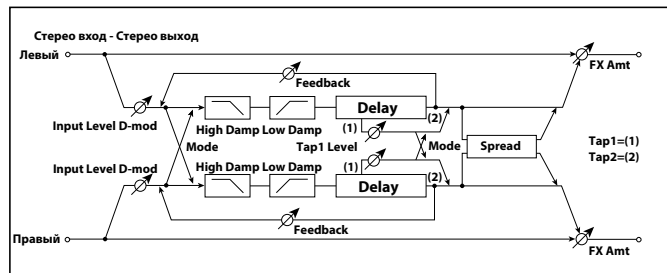 Стерео вход - Стерео выход
Левый
FX Amt
Feedback
Input Level D-mod
High Damp Low Damp
Delay
(1)
(2)
Mode
Tap1 Level
Mode
Spread
Tap1=(1)
Tap2=(2)
Input Level D-mod
High Damp Low Damp
(1)
Delay
(2)
Feedback
Правый
FX Amt